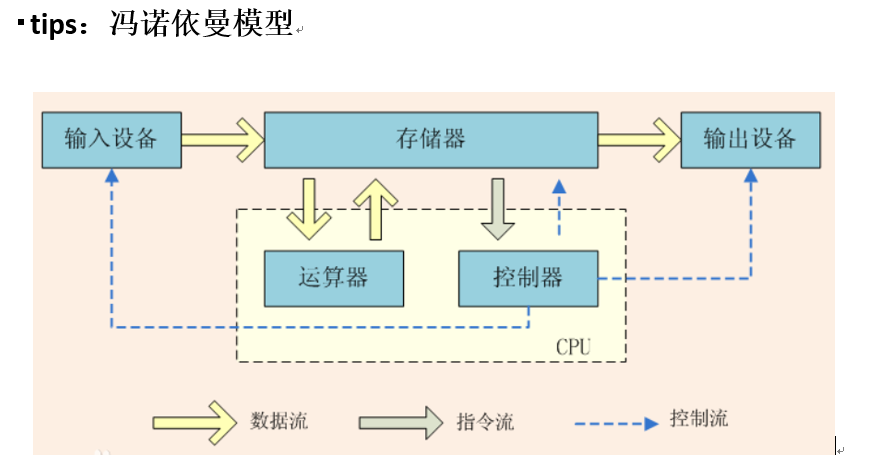 ▪tips：冯诺依曼模型
输入设备
存储器
输出设备
运算器
控制器
CPU
数据流
指令流
控制流